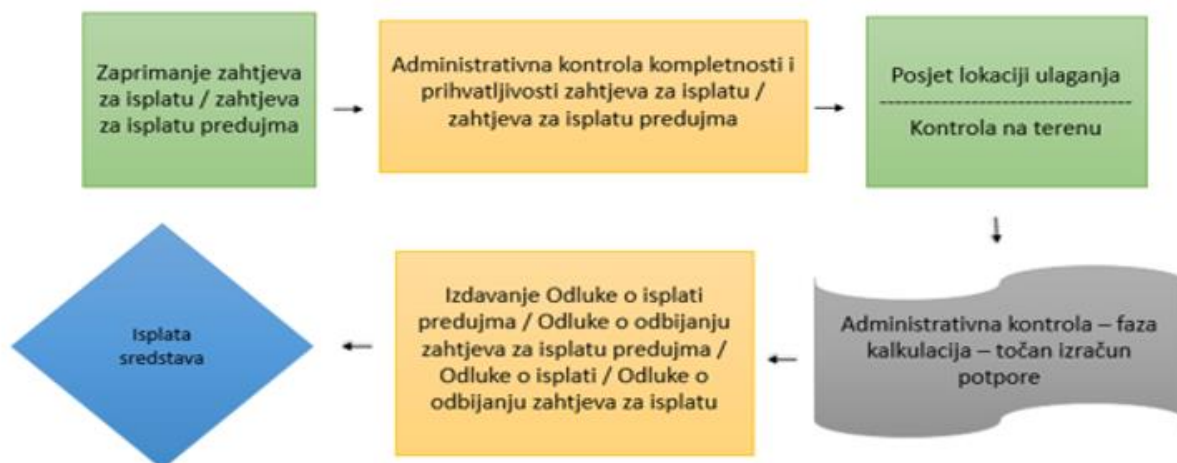 Zaprimanje zahtjeva
za isplatu / zahtjeva
za isplatu predujma
Administrativna kontrola kompletnosti i
prihvatljivosti zahtjeva za isplatu /
zahtjeva za isplatu predujma
Posjet lokaciji ulaganja
Kontrola na terenu
Administrativna kontrola – faza
kalkulacija – točan izračun
potpore
Izdavanje Odluke o isplati
predujma / Odluke o odbijanju
zahtjeva za isplatu predujma /
Odluke o isplati / Odluke o
odbijanju zahtjeva za isplatu
Isplata
sredstava